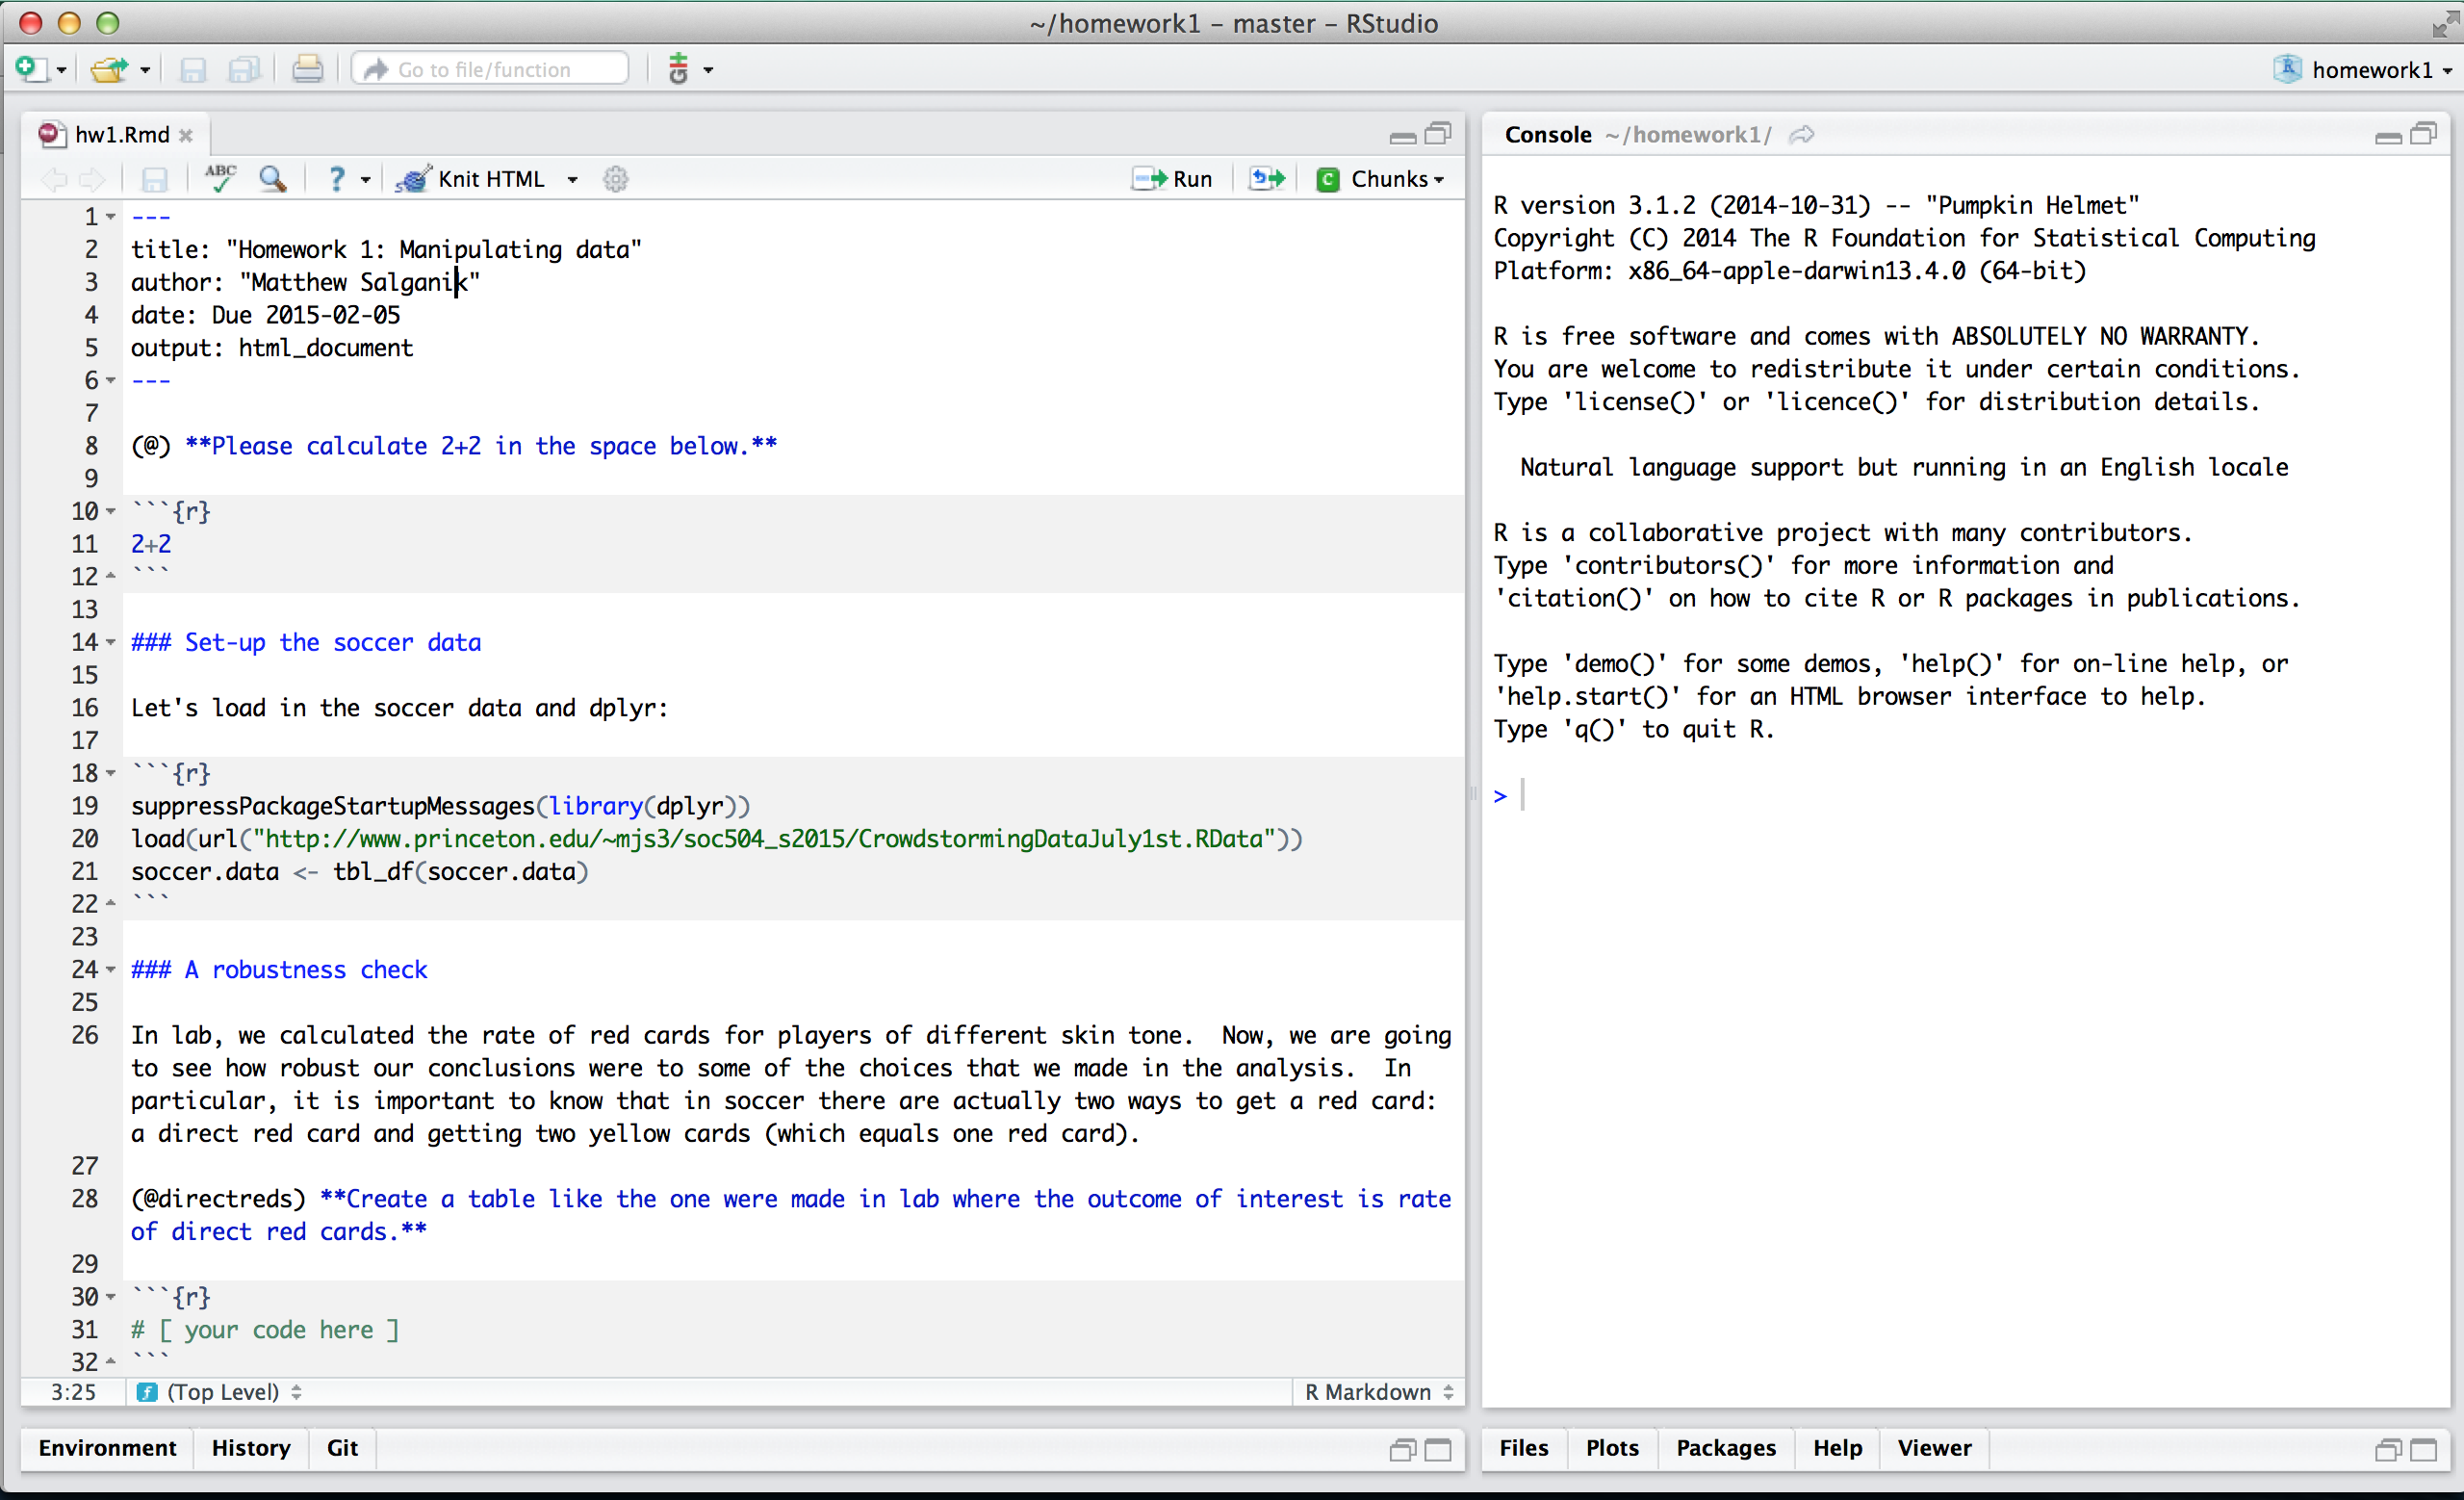 ~/homework1 – master – RStudio
Go to file/function
homework1
hw1.Rmd
ABC
? Knit HTML
Run
C Chunks
1 ---
2 title: "Homework 1: Manipulating data"
3 author: "Matthew Salganik"
4 date: Due 2015-02-05
5 output: html_document
6 ---
7
8 (@) **Please calculate 2+2 in the space below.**
9
10 ```{r}
11 2+2
12 ```
13
14 ### Set-up the soccer data
15
16 Let's load in the soccer data and dplyr:
17
18 ```{r}
19 suppressPackageStartupMessages(library(dplyr))
20 load(url("http://www.princeton.edu/~mjs3/soc504_s2015/CrowdstormingDataJuly1st.RData"))
21 soccer.data <- tbl_df(soccer.data)
22 ```
23
24 ### A robustness check
25
26 In lab, we calculated the rate of red cards for players of different skin tone.  Now, we are going
to see how robust our conclusions were to some of the choices that we made in the analysis.  In
particular, it is important to know that in soccer there are actually two ways to get a red card:
a direct red card and getting two yellow cards (which equals one red card).
27
28 (@directreds) **Create a table like the one were made in lab where the outcome of interest is rate
of direct red cards.**
29
30 ```{r}
31 # [ your code here ]
32 ```
3:25 (Top Level) R Markdown
Environment History Git
Console ~/homework1/
R version 3.1.2 (2014-10-31) -- "Pumpkin Helmet"
Copyright (C) 2014 The R Foundation for Statistical Computing
Platform: x86_64-apple-darwin13.4.0 (64-bit)
R is free software and comes with ABSOLUTELY NO WARRANTY.
You are welcome to redistribute it under certain conditions.
Type 'license()' or 'licence()' for distribution details.
Natural language support but running in an English locale
R is a collaborative project with many contributors.
Type 'contributors()' for more information and
'citation()' on how to cite R or R packages in publications.
Type 'demo()' for some demos, 'help()' for on-line help, or
'help.start()' for an HTML browser interface to help.
Type 'q()' to quit R.
>
Files Plots Packages Help Viewer